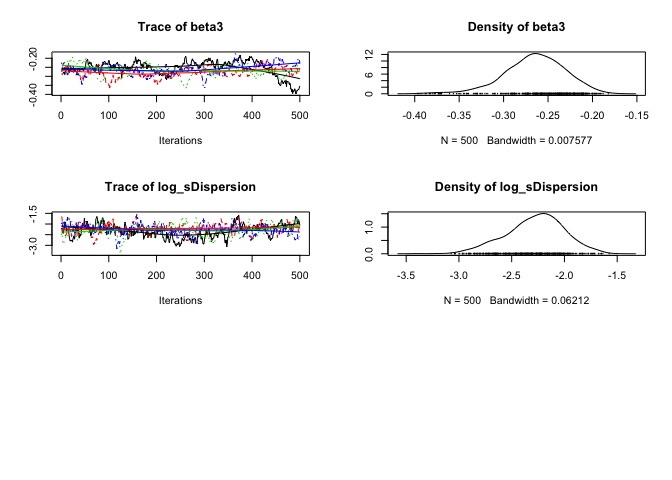 Trace of beta3
-0.40 -0.20
0 100 200 300 400 500
Iterations
Density of beta3
0 6 12
-0.40 -0.35 -0.30 -0.25 -0.20 -0.15
N = 500 Bandwidth = 0.007577
Trace of log_sDispersion
-3.0 -1.5
0 100 200 300 400 500
Iterations
Density of log_sDispersion
0.0 1.0
-3.5 -3.0 -2.5 -2.0 -1.5
N = 500 Bandwidth = 0.06212